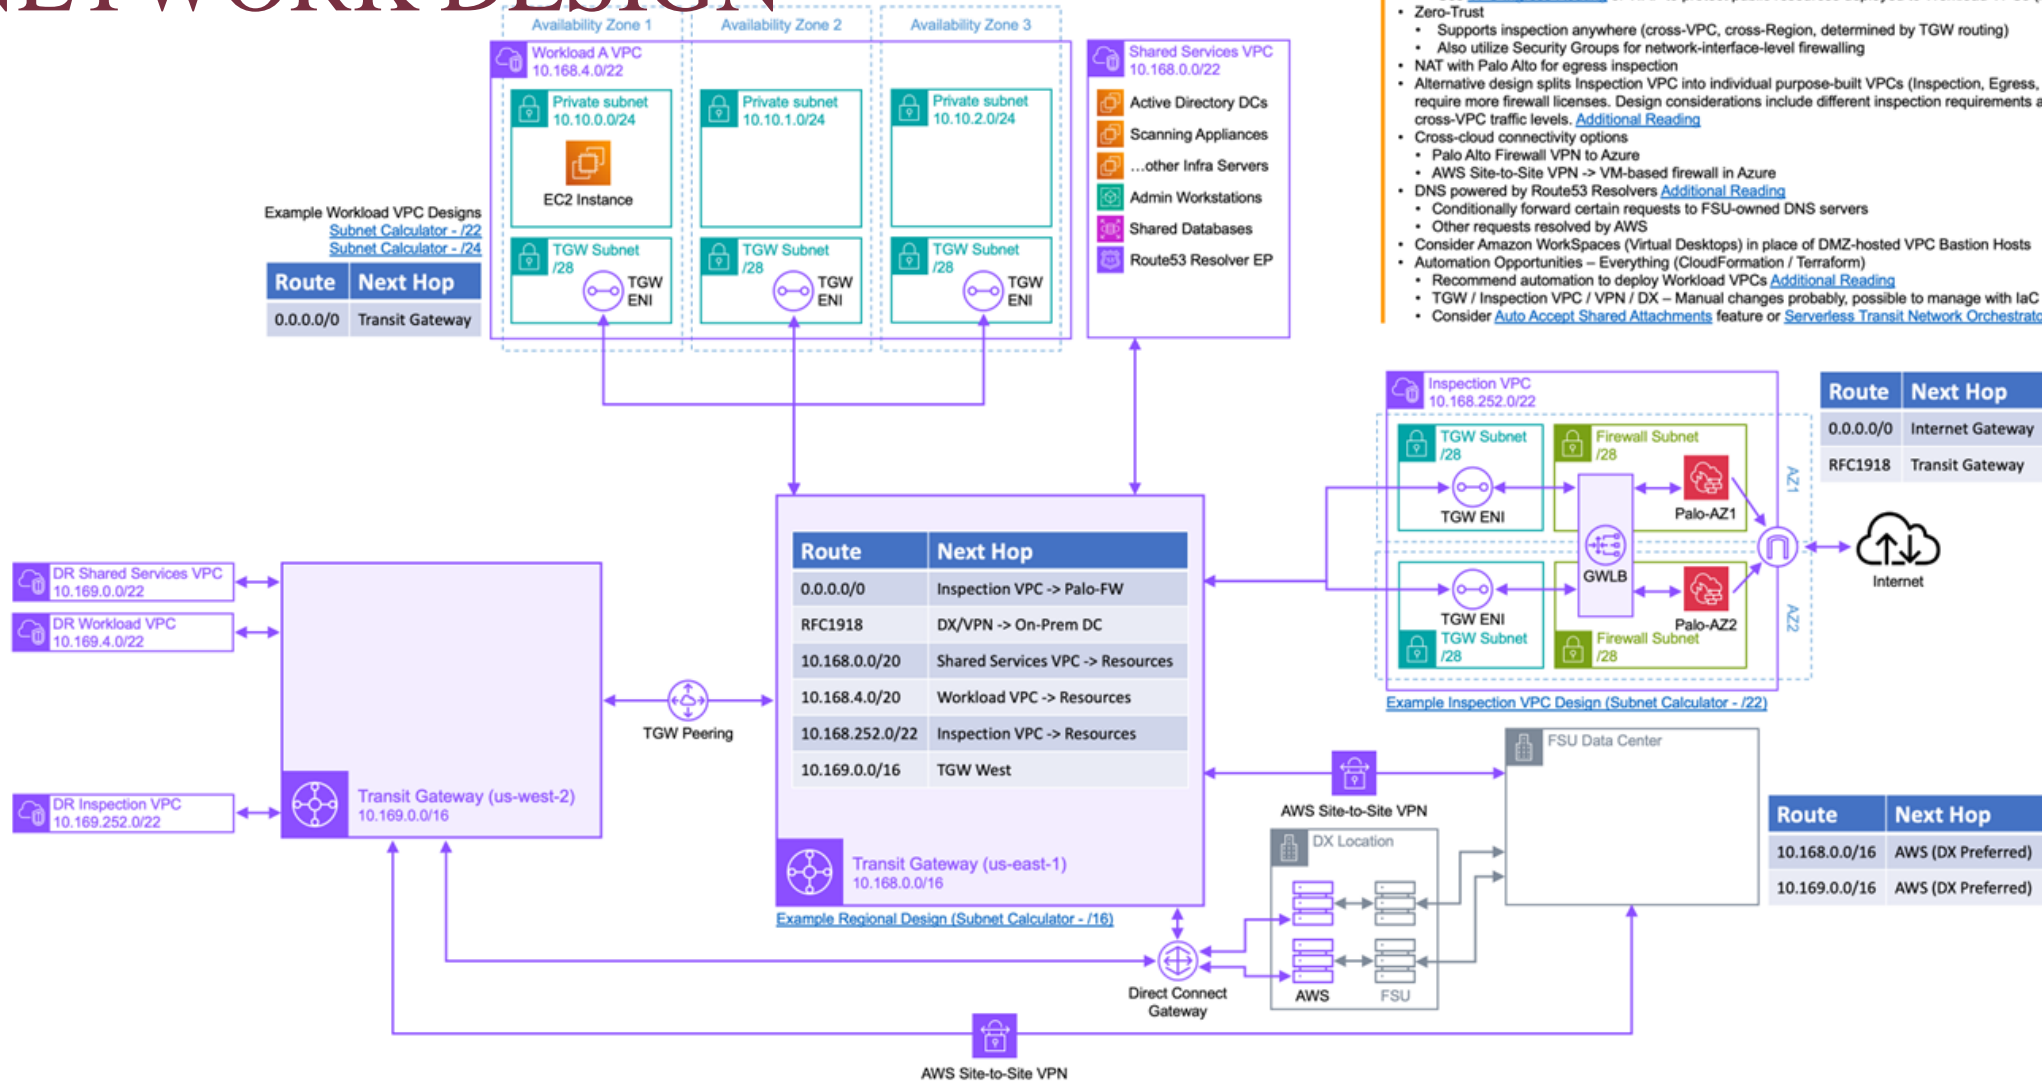 NETWORK DESIGN
Availability Zone 1
Availability Zone 2
Availability Zone 3
Workload A VPC
10.168.4.0/22
Private subnet
10.10.0.0/24
EC2 Instance
Private subnet
10.10.1.0/24
Private subnet
10.10.2.0/24
TGW Subnet
/28
TGW
ENI
TGW Subnet
/28
TGW
ENI
TGW Subnet
/28
TGW
ENI
Shared Services VPC
10.168.0.0/22
Active Directory DCs
Scanning Appliances
...other Infra Servers
Admin Workstations
Shared Databases
Route53 Resolver EP
• Zero-Trust
• Supports inspection anywhere (cross-VPC, cross-Region, determined by TGW routing)
• Also utilize Security Groups for network-interface-level firewalling
• NAT with Palo Alto for egress inspection
• Alternative design splits Inspection VPC into individual purpose-built VPCs (Inspection, Egress,
require more firewall licenses. Design considerations include different inspection requirements
cross-VPC traffic levels. Additional Reading
• Cross-cloud connectivity options
• Palo Alto Firewall VPN to Azure
• AWS Site-to-Site VPN -> VM-based firewall in Azure
• DNS powered by Route53 Resolvers Additional Reading
• Conditionally forward certain requests to FSU-owned DNS servers
• Other requests resolved by AWS
• Consider Amazon WorkSpaces (Virtual Desktops) in place of DMZ-hosted VPC Bastion Hosts
• Automation Opportunities – Everything (CloudFormation / Terraform)
• Recommend automation to deploy Workload VPCs Additional Reading
• TGW / Inspection VPC / VPN / DX – Manual changes probably, possible to manage with IaC
• Consider Auto Accept Shared Attachments feature or Serverless Transit Network Orchestrato
Example Workload VPC Designs
Subnet Calculator - /22
Subnet Calculator - /24
Route Next Hop
0.0.0.0/0 Transit Gateway
Inspection VPC
10.168.252.0/22
TGW Subnet
/28
TGW ENI
Firewall Subnet
/28
Palo-AZ1
AZ1
GWLB
TGW ENI
TGW Subnet
/28
Palo-AZ2
Firewall Subnet
/28
AZ2
Internet
Example Inspection VPC Design (Subnet Calculator - /22)
Route Next Hop
0.0.0.0/0 Internet Gateway
RFC1918 Transit Gateway
DR Shared Services VPC
10.169.0.0/22
DR Workload VPC
10.169.4.0/22
DR Inspection VPC
10.169.252.0/22
Transit Gateway (us-west-2)
10.169.0.0/16
TGW Peering
Route Next Hop
0.0.0.0/0 Inspection VPC -> Palo-FW
RFC1918 DX/VPN -> On-Prem DC
10.168.0.0/20 Shared Services VPC -> Resources
10.168.4.0/20 Workload VPC -> Resources
10.168.252.0/22 Inspection VPC -> Resources
10.169.0.0/16 TGW West
Transit Gateway (us-east-1)
10.168.0.0/16
Example Regional Design (Subnet Calculator - /16)
AWS Site-to-Site VPN
FSU Data Center
DX Location
AWS
FSU
Direct Connect
Gateway
Route Next Hop
10.168.0.0/16 AWS (DX Preferred)
10.169.0.0/16 AWS (DX Preferred)
AWS Site-to-Site VPN